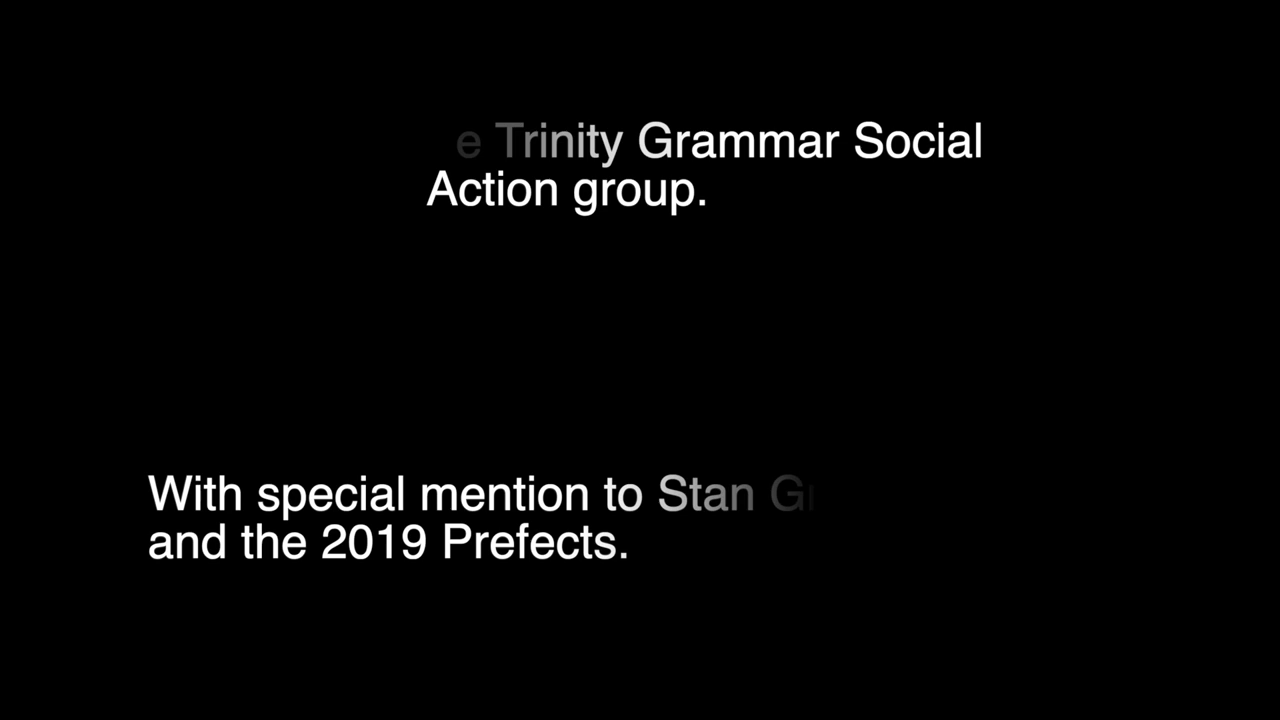 Trinity Grammar Social
Action group.
With special mention to Stan
and the 2019 Prefects.